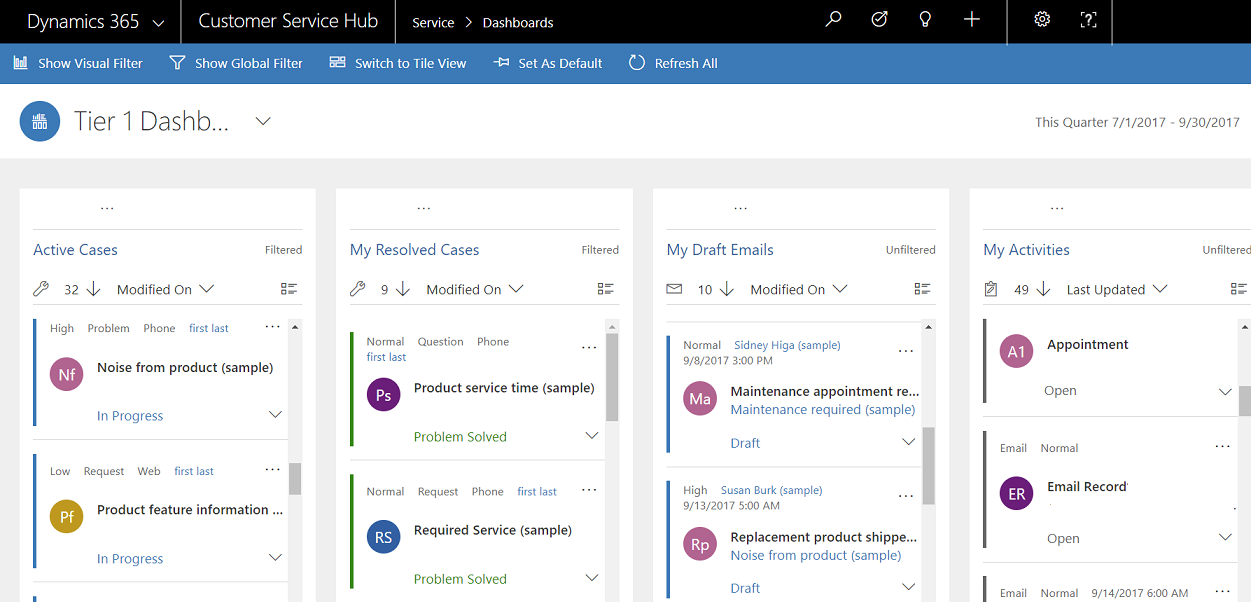 Dynamics 365 Customer Service Hub Service > Dashboards
Show Visual Filter Show Global Filter Switch to Tile View Set As Default Refresh All
Tier 1 Dashb...
This Quarter 7/1/2017 - 9/30/2017
...
Active Cases Filtered
32 Modified On
High Problem Phone first last ...
Nf Noise from product (sample)
In Progress
Low Request Web first last ...
Pf Product feature information ...
In Progress
...
My Resolved Cases Filtered
9 Modified On
Normal Question Phone ...
first last
Ps Product service time (sample)
Problem Solved
Normal Request Phone first last ...
RS Required Service (sample)
Problem Solved
...
My Draft Emails Unfiltered
10 Modified On
Normal Sidney Higa (sample) ...
9/8/2017 3:00 PM
Ma Maintenance appointment re...
Maintenance required (sample)
Draft
High Susan Burk (sample) ...
9/13/2017 5:00 AM
Rp Replacement product shippe...
Noise from product (sample)
Draft
...
My Activities Unfiltered
49 Last Updated
A1 Appointment
Open
Email Normal ...
ER Email Record
Open
Email Normal 9/14/2017 6:00 AM ...